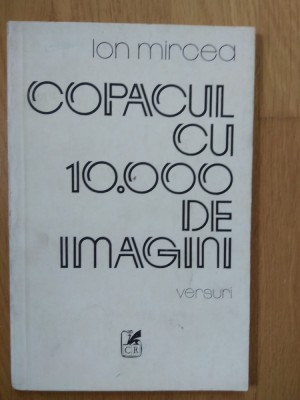 Ion mircea
COPACUL
CU
10.000
DE
IMAGINI
versuri
CR